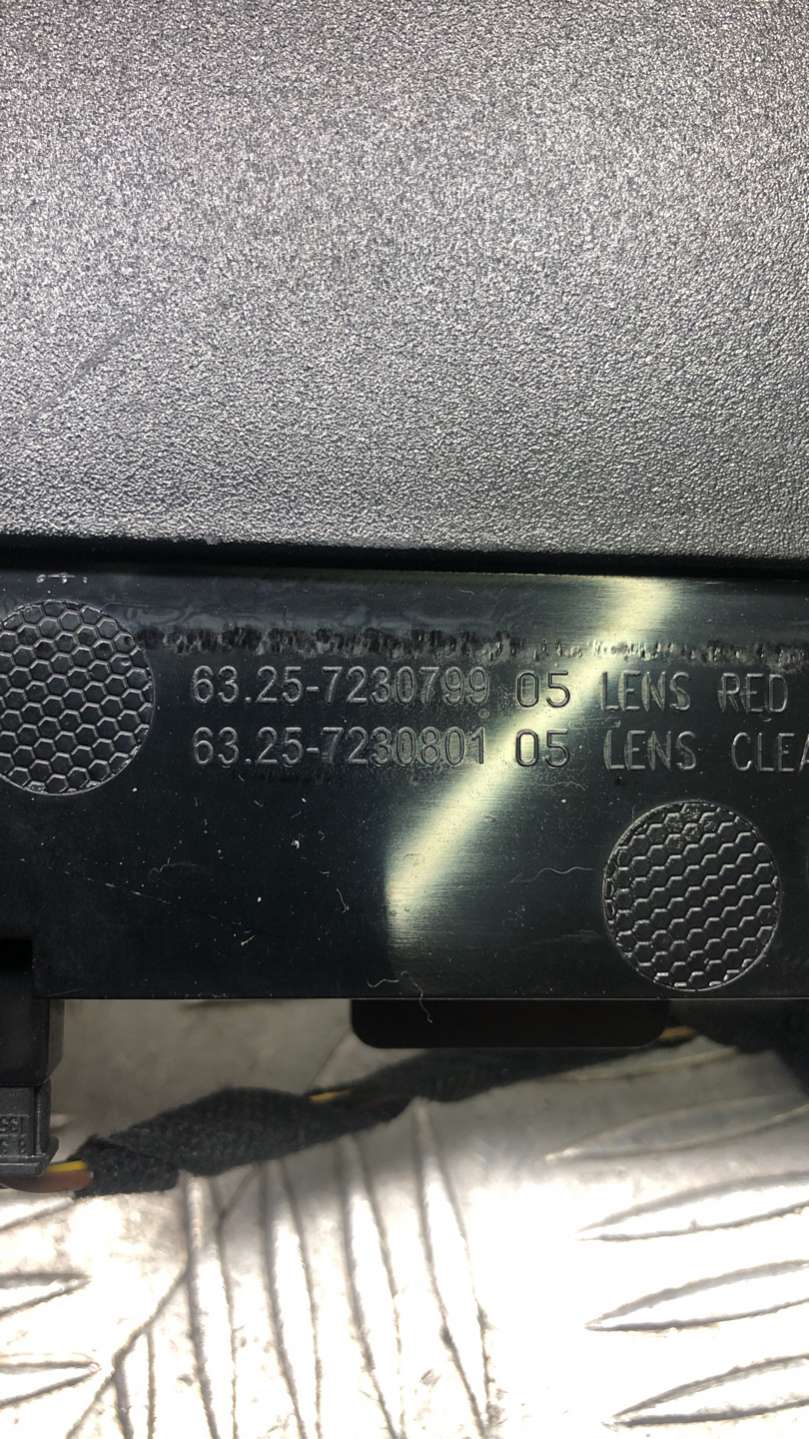 63.25-7230799 05 LENS RED
63.25-7230801 05 LENS CLEA